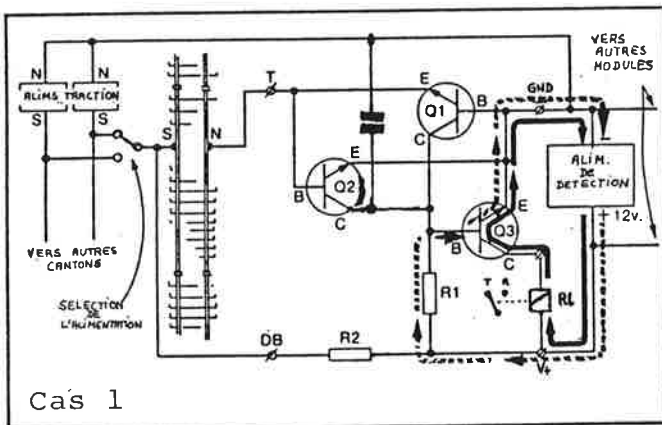 N N
ALIMS TRACTION
S S
S N
T
E
Q1
B
C
GND
VERS
AUTRES
MODULES
E
Q2
B
C
−
ALIM.
DE
DETECTION
+ 12v.
E
Q3
B
C
R1
T R
RL
V+
VERS AUTRES
CANTONS
SELECTION
DE
L'ALIMENTATION
DB
R2
Cas 1